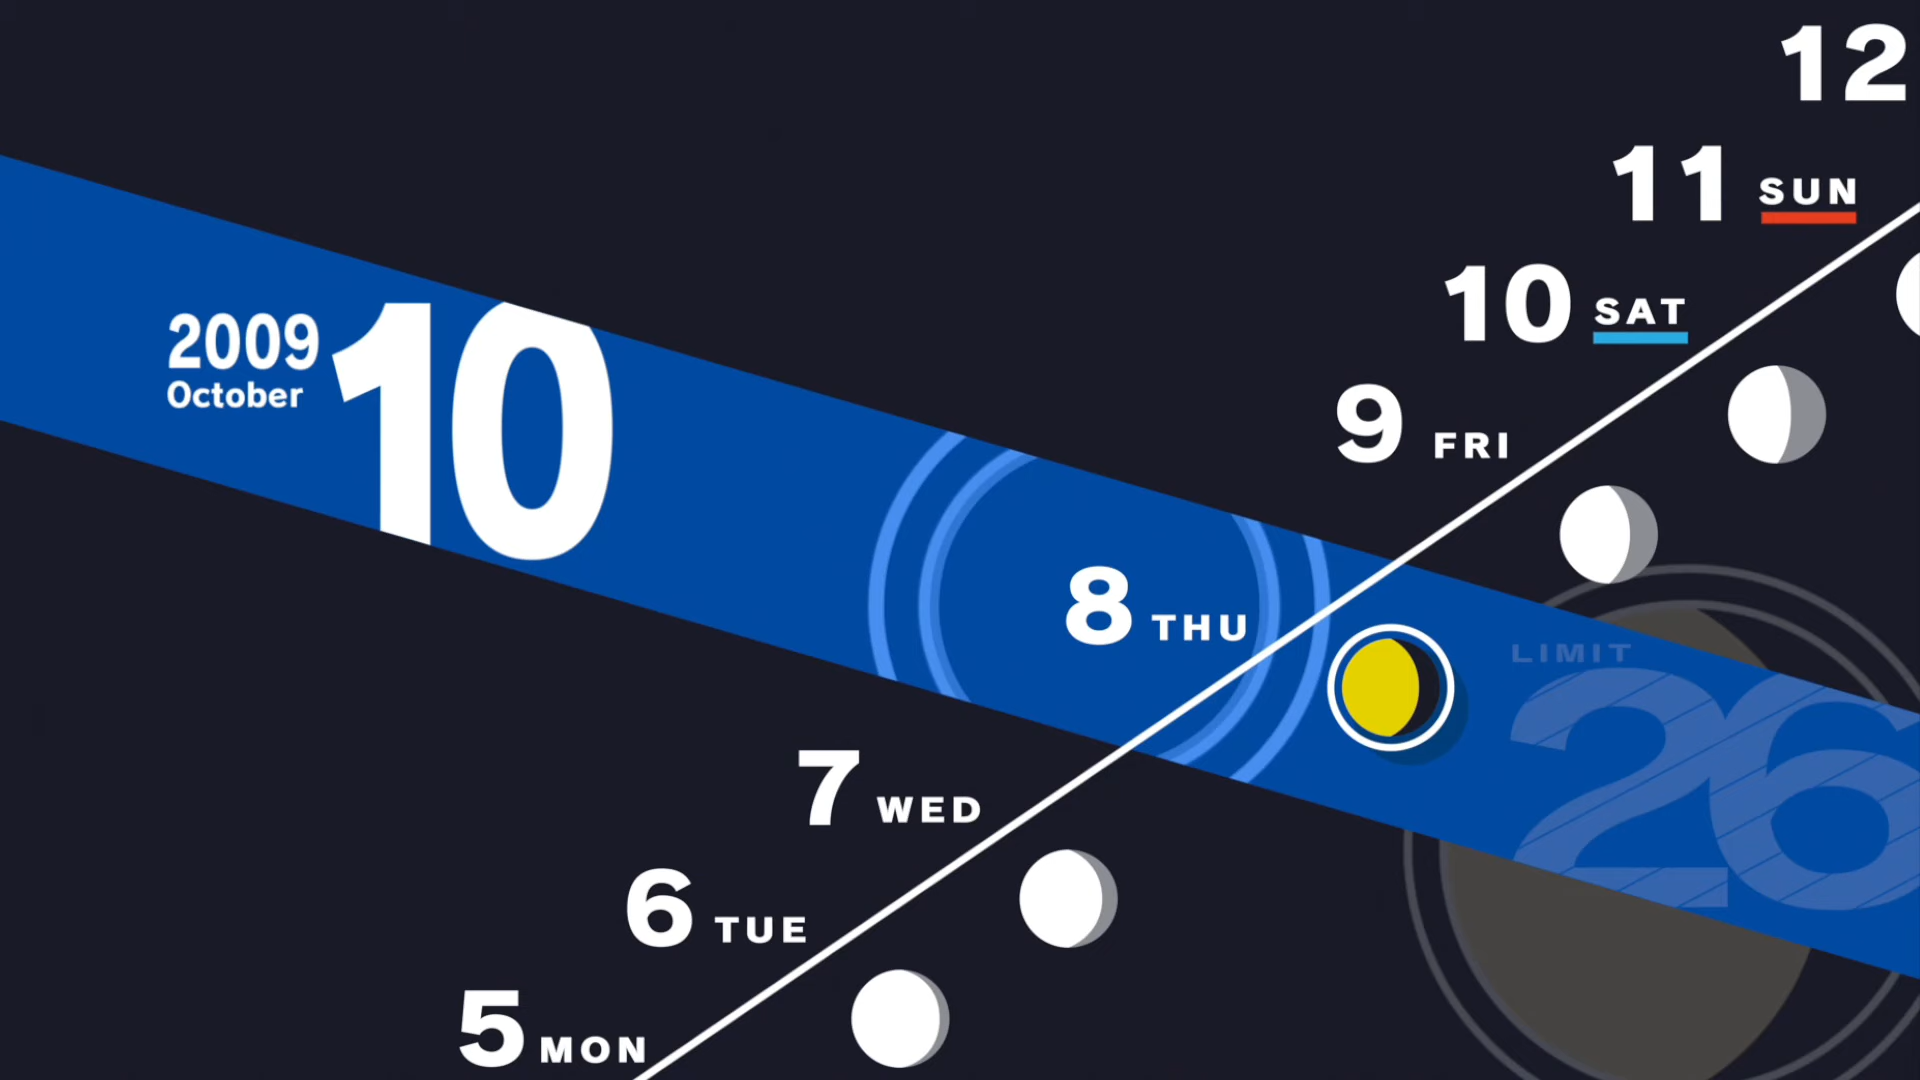 12
11 SUN
10 SAT
2009
October
10
9 FRI
8 THU
LIMIT
26
7 WED
6 TUE
5 MON